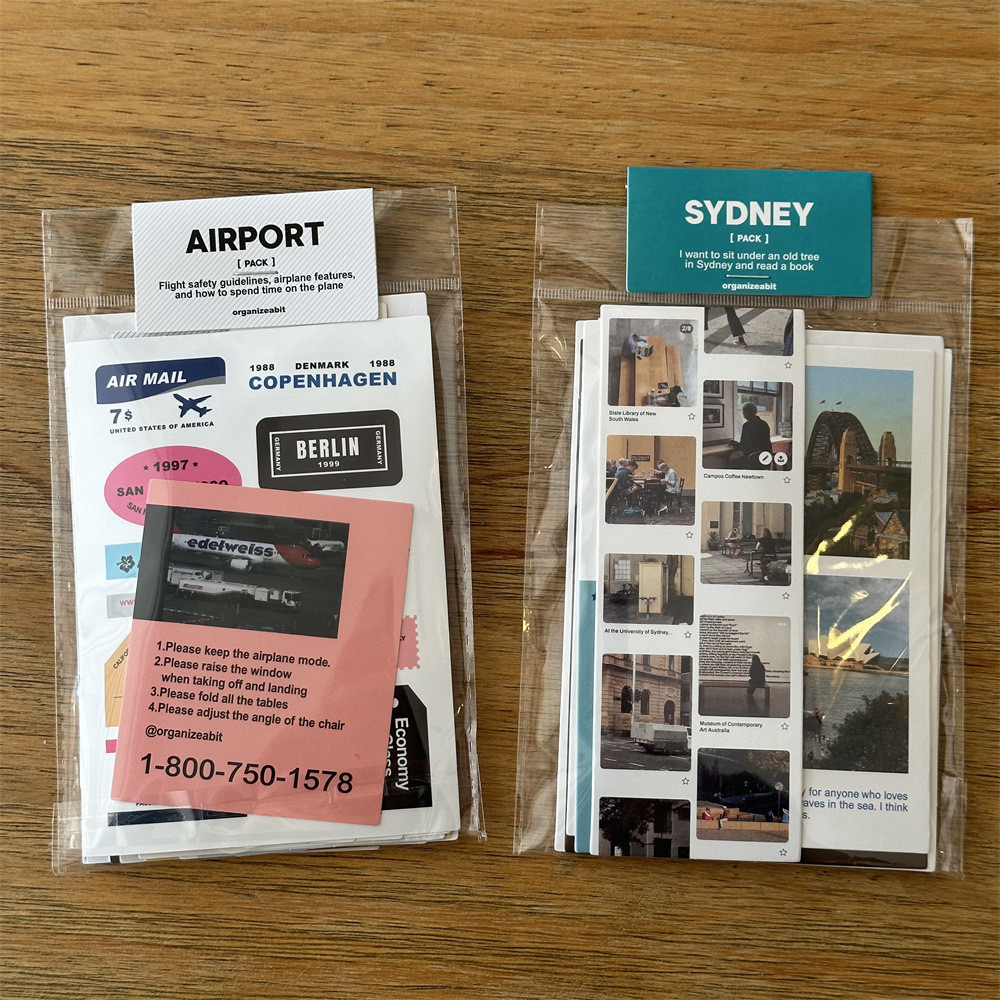 AIRPORT
[ PACK ]
Flight safety guidelines, airplane features,
and how to spend time on the plane
organizeabit
AIR MAIL
7$
UNITED STATES OF AMERICA
1988 DENMARK 1988
COPENHAGEN
GERMANY
BERLIN
1999
GERMANY
★ 1997 ★
SAN
edelweiss
1.Please keep the airplane mode.
2.Please raise the window
when taking off and landing
3.Please fold all the tables
4.Please adjust the angle of the chair
@organizeabit
1-800-750-1578
Economy
SYDNEY
[ PACK ]
I want to sit under an old tree
in Sydney and read a book
organizeabit
2/8
State Library of New
South Wales
Campos Coffee Newtown
At the University of Sydney...
Museum of Contemporary
Art Australia
for anyone who loves
waves in the sea. I think